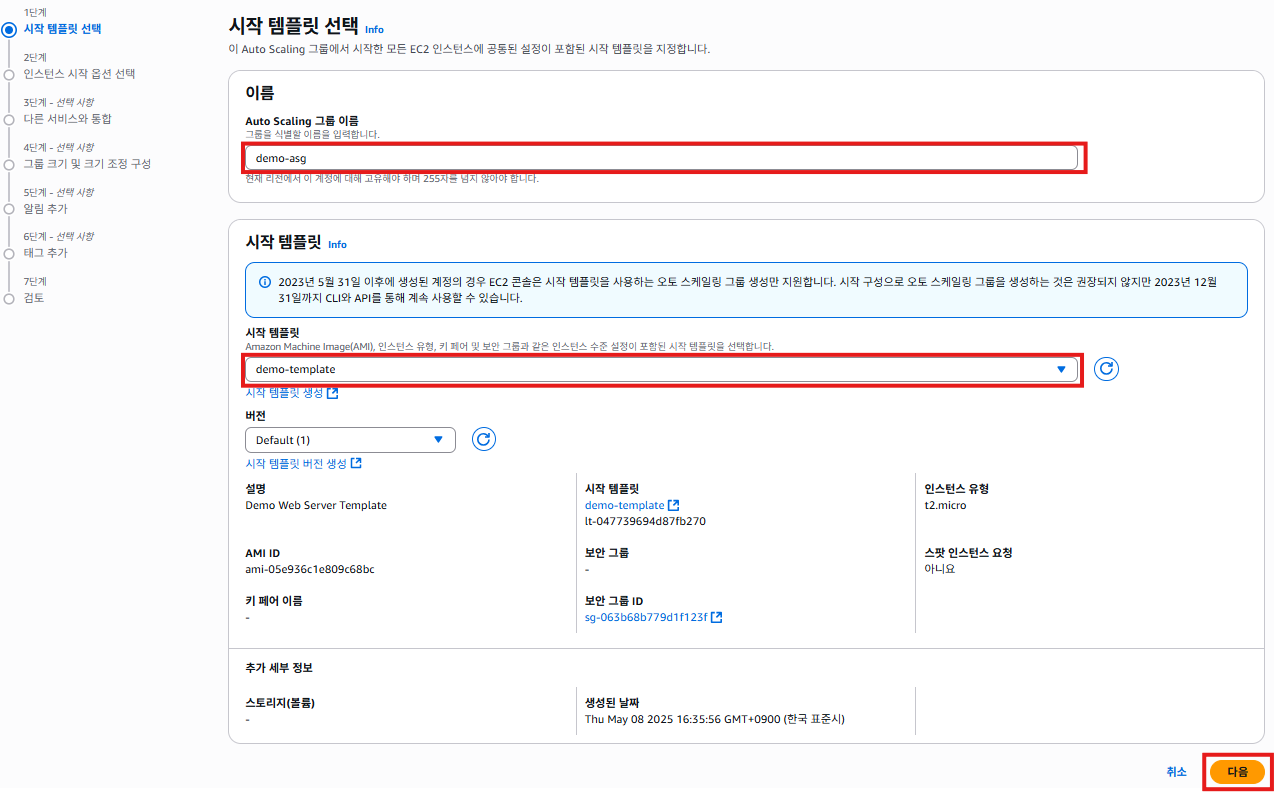 1단계
시작 템플릿 선택
2단계
인스턴스 시작 옵션 선택
3단계 - 선택 사항
다른 서비스와 통합
4단계 - 선택 사항
그룹 크기 및 크기 조정 구성
5단계 - 선택 사항
알림 추가
6단계 - 선택 사항
태그 추가
7단계
검토
시작 템플릿 선택 Info
이 Auto Scaling 그룹에서 시작한 모든 EC2 인스턴스에 공통된 설정이 포함된 시작 템플릿을 지정합니다.
이름
Auto Scaling 그룹 이름
그룹을 식별할 이름을 입력합니다.
demo-asg
현재 리전에서 이 계정에 대해 고유해야 하며 255자를 넘지 않아야 합니다.
시작 템플릿 Info
2023년 5월 31일 이후에 생성된 계정의 경우 EC2 콘솔은 시작 템플릿을 사용하는 오토 스케일링 그룹 생성만 지원합니다. 시작 구성으로 오토 스케일링 그룹을 생성하는 것은 권장되지 않지만 2023년 12월
31일까지 CLI와 API를 통해 계속 사용할 수 있습니다.
시작 템플릿
Amazon Machine Image(AMI), 인스턴스 유형, 키 페어 및 보안 그룹과 같은 인스턴스 수준 설정이 포함된 시작 템플릿을 선택합니다.
demo-template
시작 템플릿 생성
버전
Default (1)
시작 템플릿 버전 생성
설명
Demo Web Server Template
시작 템플릿
demo-template
lt-047739694d87fb270
인스턴스 유형
t2.micro
AMI ID
ami-05e936c1e809c68bc
보안 그룹
-
스팟 인스턴스 요청
아니요
키 페어 이름
-
보안 그룹 ID
sg-063b68b779d1f123f
추가 세부 정보
스토리지(볼륨)
-
생성된 날짜
Thu May 08 2025 16:35:56 GMT+0900 (한국 표준시)
취소
다음